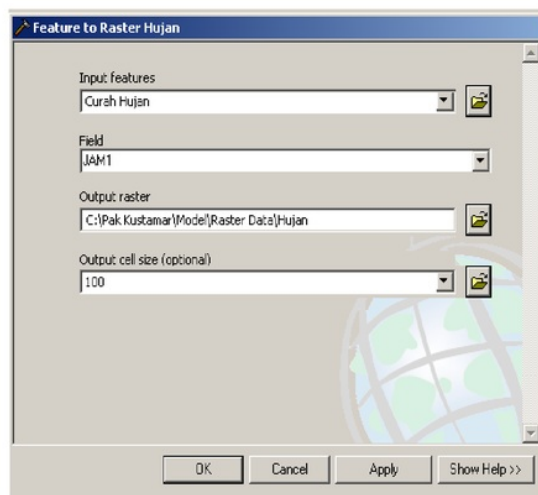 Feature to Raster Hujan
Input features
Curah Hujan
Field
JAM1
Output raster
C:\Pak Kustamar\Model\Raster Data\Hujan
Output cell size (optional)
100
OK Cancel Apply Show Help >>